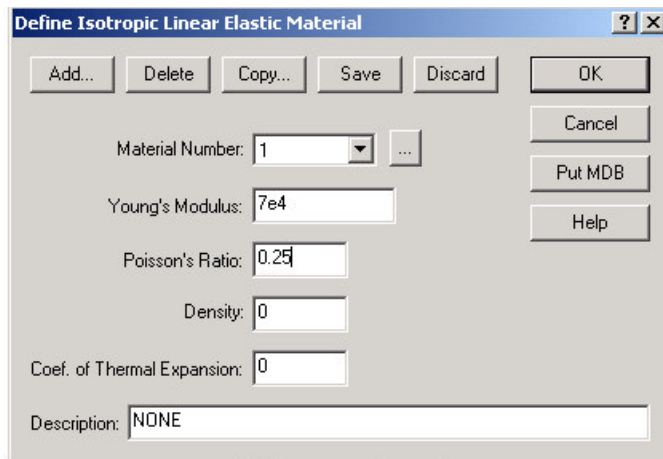 Define Isotropic Linear Elastic Material ? X
Add... Delete Copy... Save Discard OK
Cancel
Material Number: 1 ...
Put MDB
Young's Modulus: 7e4
Help
Poisson's Ratio: 0.25
Density: 0
Coef. of Thermal Expansion: 0
Description: NONE